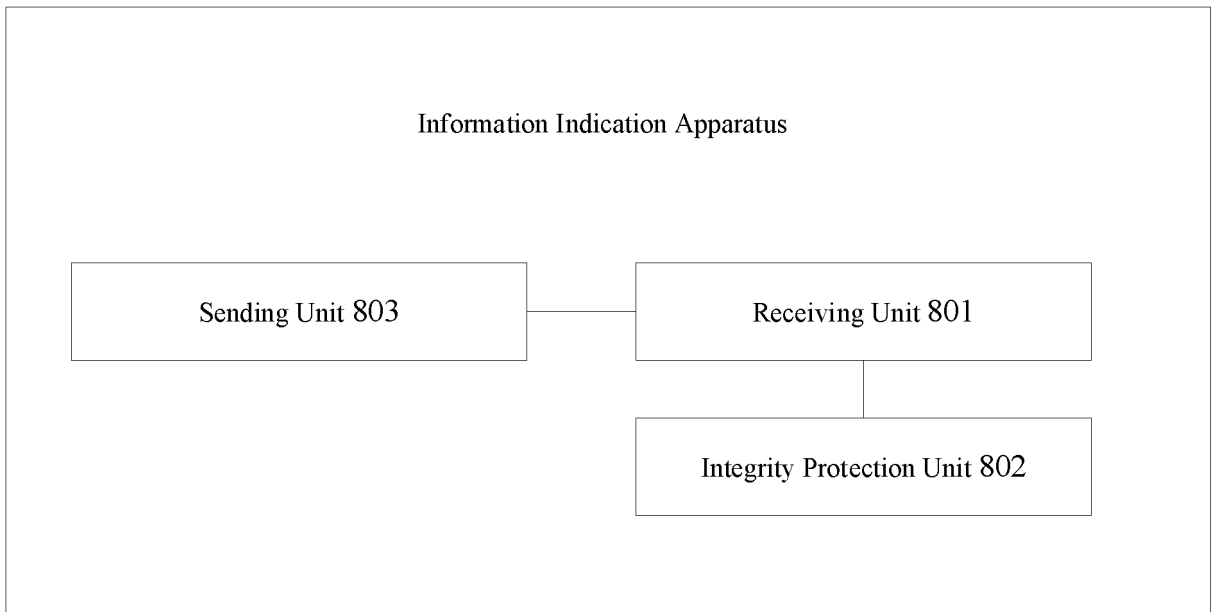 Information Indication Apparatus
Sending Unit 803
Receiving Unit 801
Integrity Protection Unit 802